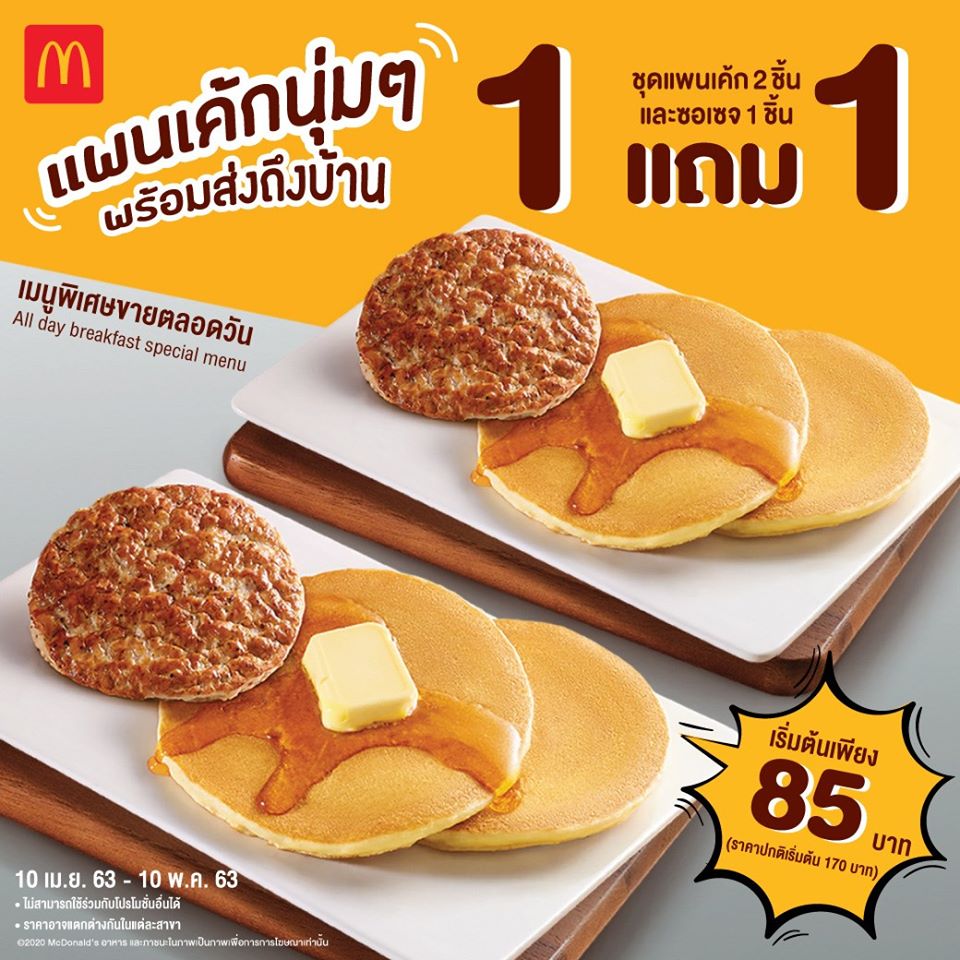 แพนเค้กนุ่มๆ
พร้อมส่งถึงบ้าน
1
ชุดแพนเค้ก 2 ชิ้น
และซอเซจ 1 ชิ้น
แถม
1
เมนูพิเศษขายตลอดวัน
All day breakfast special menu
เริ่มต้นเพียง
85 บาท
(ราคาปกติเริ่มต้น 170 บาท)
10 เม.ย. 63 - 10 พ.ค. 63
• ไม่สามารถใช้ร่วมกับโปรโมชั่นอื่นได้
• ราคาอาจแตกต่างกันในแต่ละสาขา
©2020 McDonald's อาหาร และภาชนะในภาพเป็นภาพเพื่อการการโฆษณาเท่านั้น